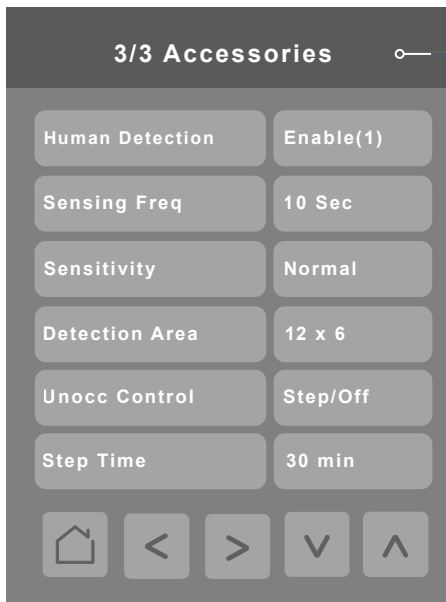 3/3 Accessories
Human Detection Enable(1)
Sensing Freq 10 Sec
Sensitivity Normal
Detection Area 12 x 6
Unocc Control Step/Off
Step Time 30 min